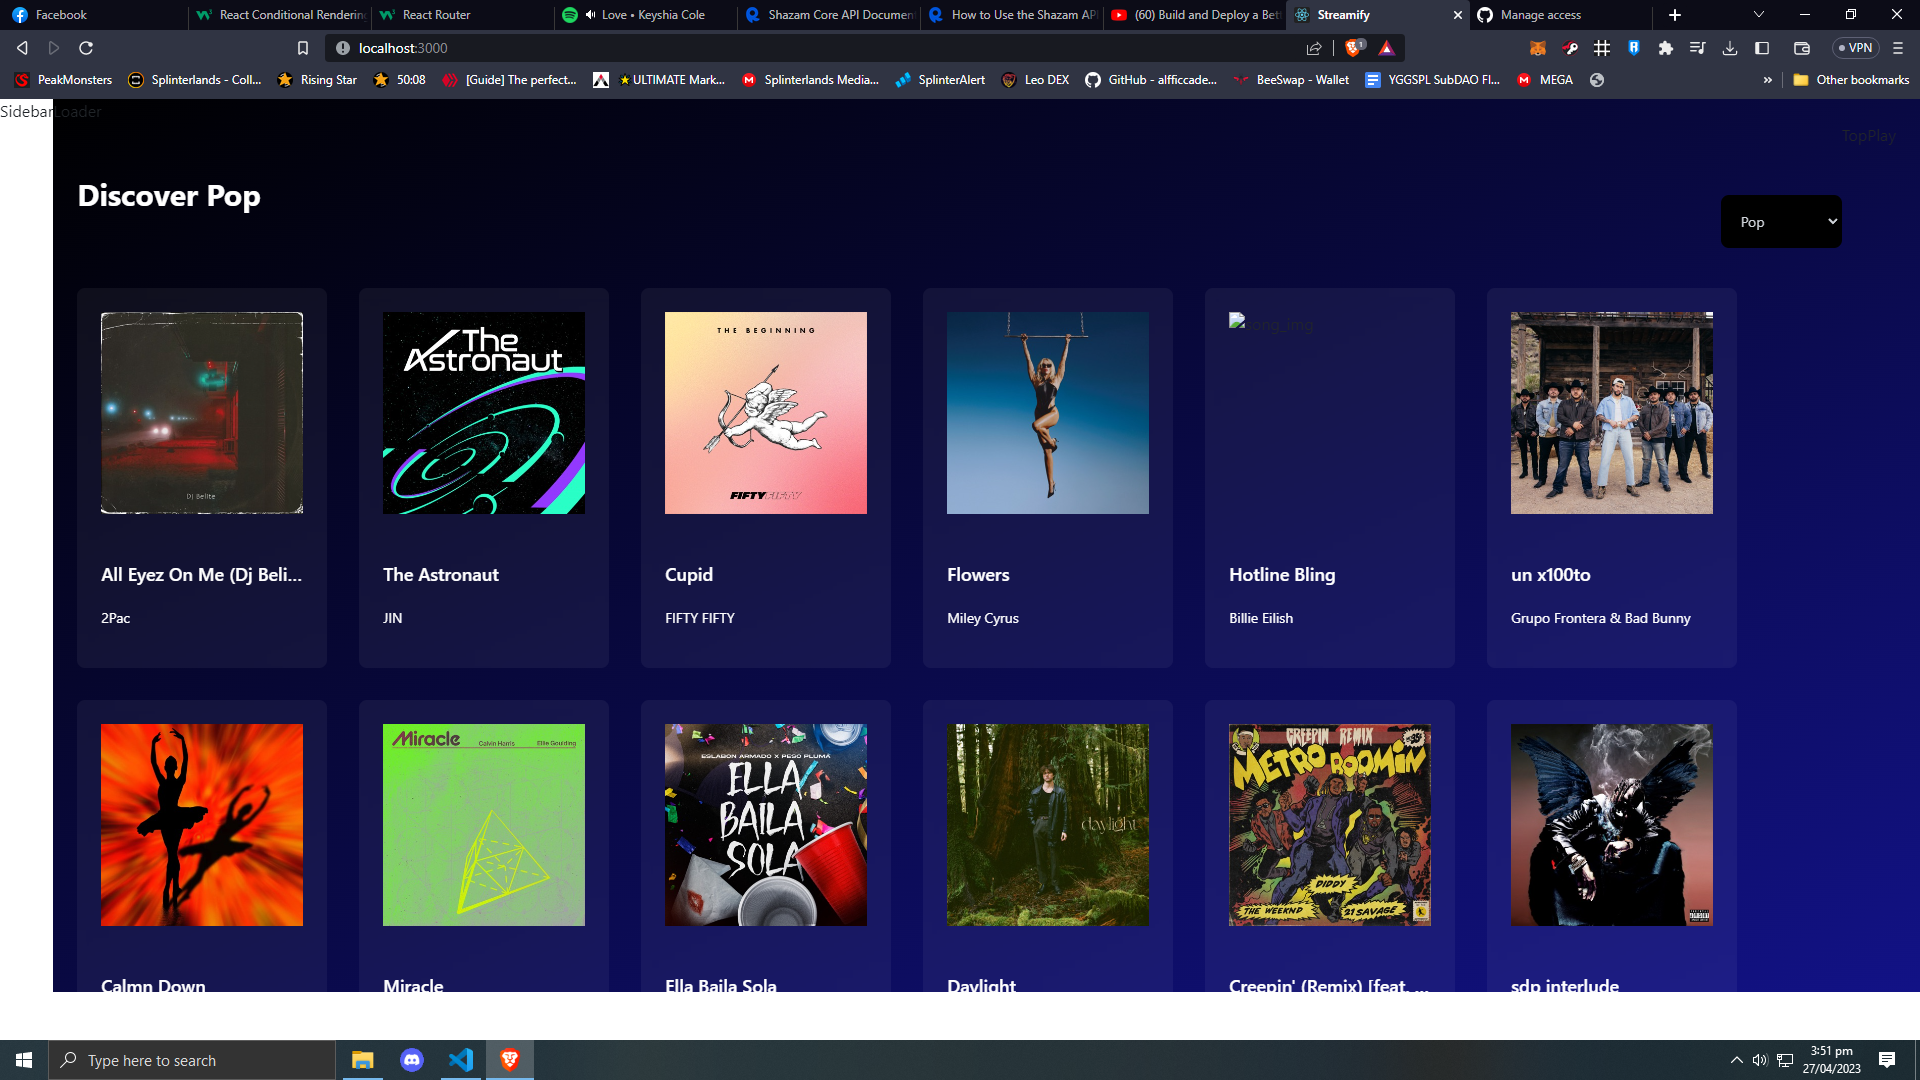 Facebook
React Conditional Rendering
React Router
Love • Keyshia Cole
Shazam Core API Document
How to Use the Shazam API
(60) Build and Deploy a Bet
Streamify
Manage access
localhost:3000
1
VPN
PeakMonsters
Splinterlands - Coll...
Rising Star
50:08
[Guide] The perfect...
★ULTIMATE Mark...
Splinterlands Media...
SplinterAlert
Leo DEX
GitHub - alfficcade...
BeeSwap - Wallet
YGGSPL SubDAO Fl...
MEGA
»
Other bookmarks
SidebarLoader
TopPlay
Discover Pop
Pop
Dj Belite
The
Astronaut
THE BEGINNING
FIFTYFIFTY
song_img
All Eyez On Me (Dj Beli...
The Astronaut
Cupid
Flowers
Hotline Bling
un x100to
2Pac
JIN
FIFTY FIFTY
Miley Cyrus
Billie Eilish
Grupo Frontera & Bad Bunny
Miracle
Calvin Harris
Ellie Goulding
ESLABON ARMADO X PESO PLUMA
ELLA
BAILA
SOLA
daylight
CREEPIN' REMIX
METRO BOOMIN
DIDDY
THE WEEKND
21 SAVAGE
Calmn Down
Miracle
Ella Baila Sola
Daylight
Creepin' (Remix) [feat. ...
sdp interlude
Type here to search
3:51 pm
27/04/2023